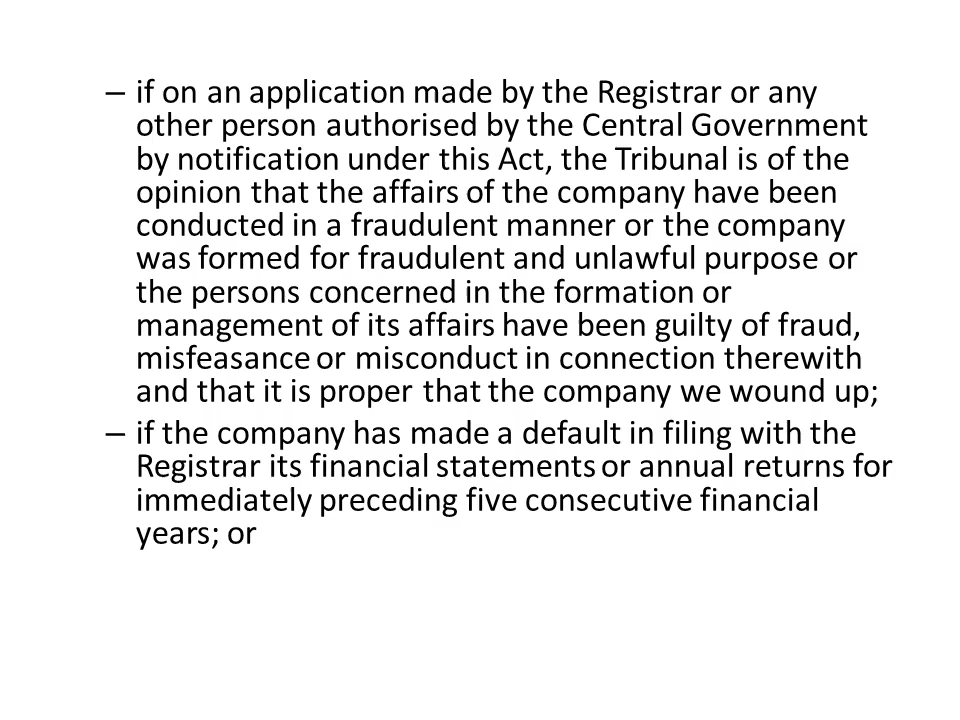 – if on an application made by the Registrar or any
other person authorised by the Central Government
by notification under this Act, the Tribunal is of the
opinion that the affairs of the company have been
conducted in a fraudulent manner or the company
was formed for fraudulent and unlawful purpose or
the persons concerned in the formation or
management of its affairs have been guilty of fraud,
misfeasance or misconduct in connection therewith
and that it is proper that the company we wound up;
– if the company has made a default in filing with the
Registrar its financial statements or annual returns for
immediately preceding five consecutive financial
years; or